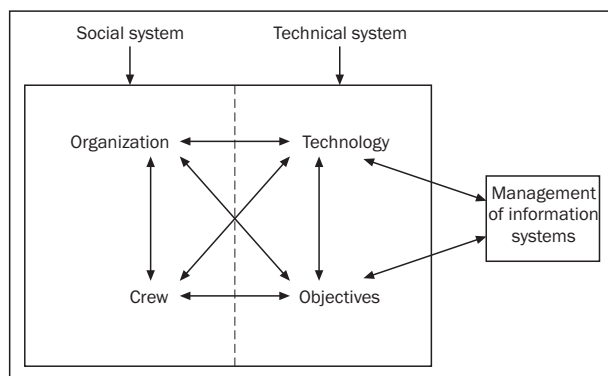 Social system
Technical system
Organization
Technology
Management
of information
systems
Crew
Objectives